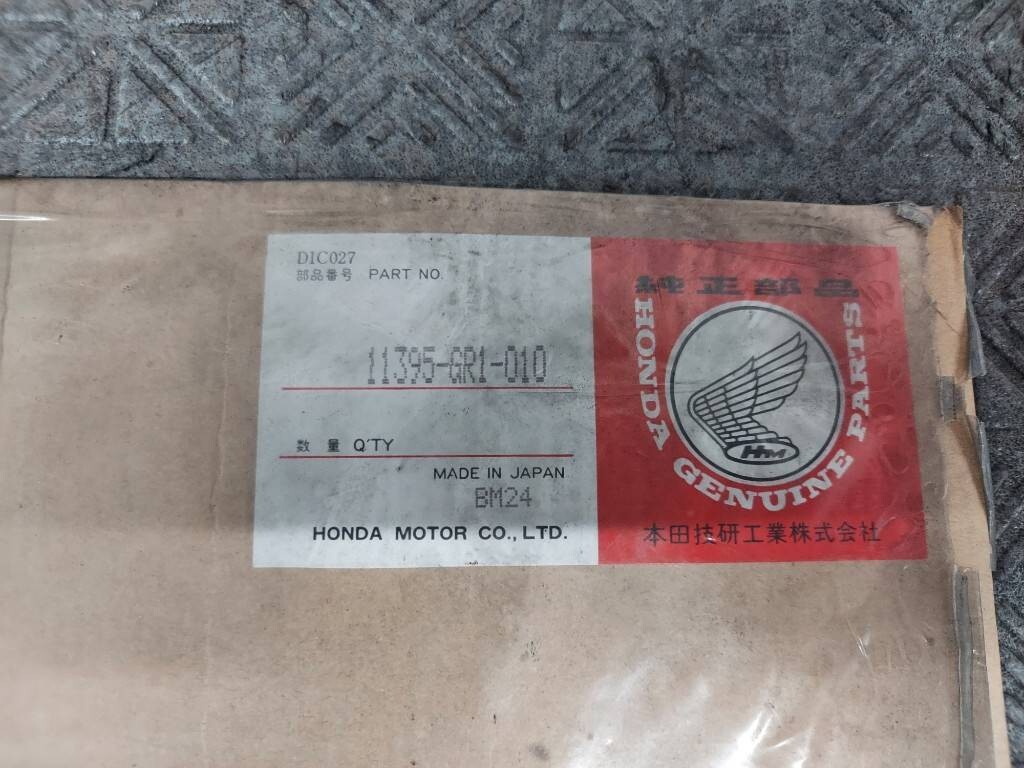 DIC027
部品番号 PART NO.
11395-GR1-010
数量 Q'TY
MADE IN JAPAN
BM24
HONDA MOTOR CO., LTD.
純正部品
HONDA GENUINE PARTS
HM
本田技研工業株式会社